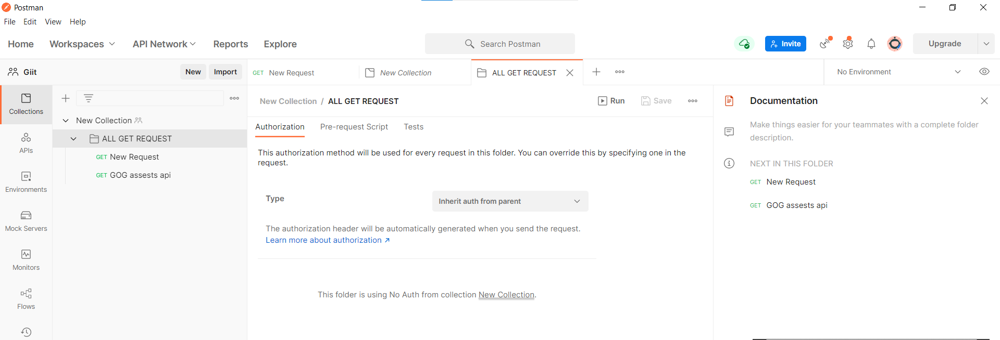 Postman
File Edit View Help
Home Workspaces API Network Reports Explore Search Postman Invite Upgrade
Giit New Import GET New Request New Collection ALL GET REQUEST No Environment
Collections
APIs
Environments
Mock Servers
Monitors
Flows
New Collection
ALL GET REQUEST
GET New Request
GET GOG assests api
New Collection / ALL GET REQUEST Run Save
Authorization Pre-request Script Tests
This authorization method will be used for every request in this folder. You can override this by specifying one in the
request.
Type Inherit auth from parent
The authorization header will be automatically generated when you send the request.
Learn more about authorization ↗
This folder is using No Auth from collection New Collection.
Documentation
Make things easier for your teammates with a complete folder
description.
NEXT IN THIS FOLDER
GET New Request
GET GOG assests api